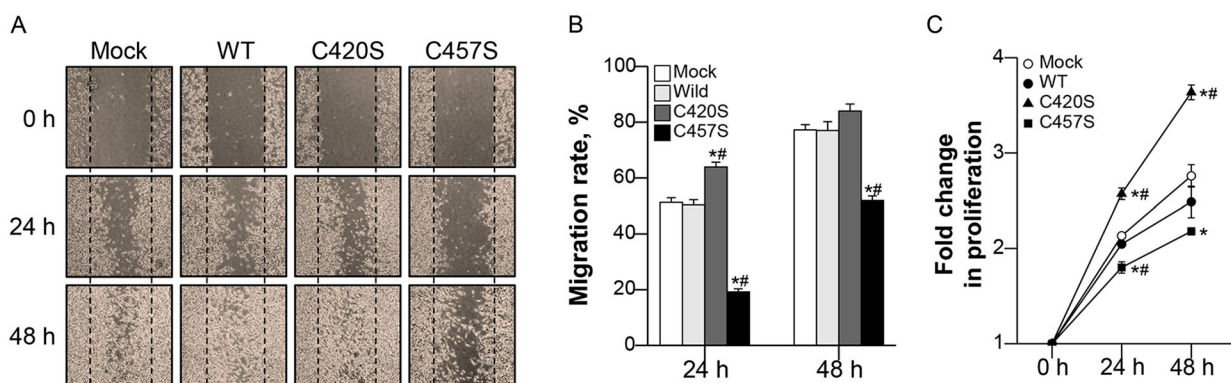 A
Mock WT C420S C457S
0 h
24 h
48 h
B
Migration rate, %
100
80
60
40
20
0
Mock
Wild
C420S
C457S
*#
*#
*#
24 h 48 h
C
Fold change
in proliferation
4
3
2
1
Mock
WT
C420S
C457S
*#
*#
*#
*
0 h 24 h 48 h